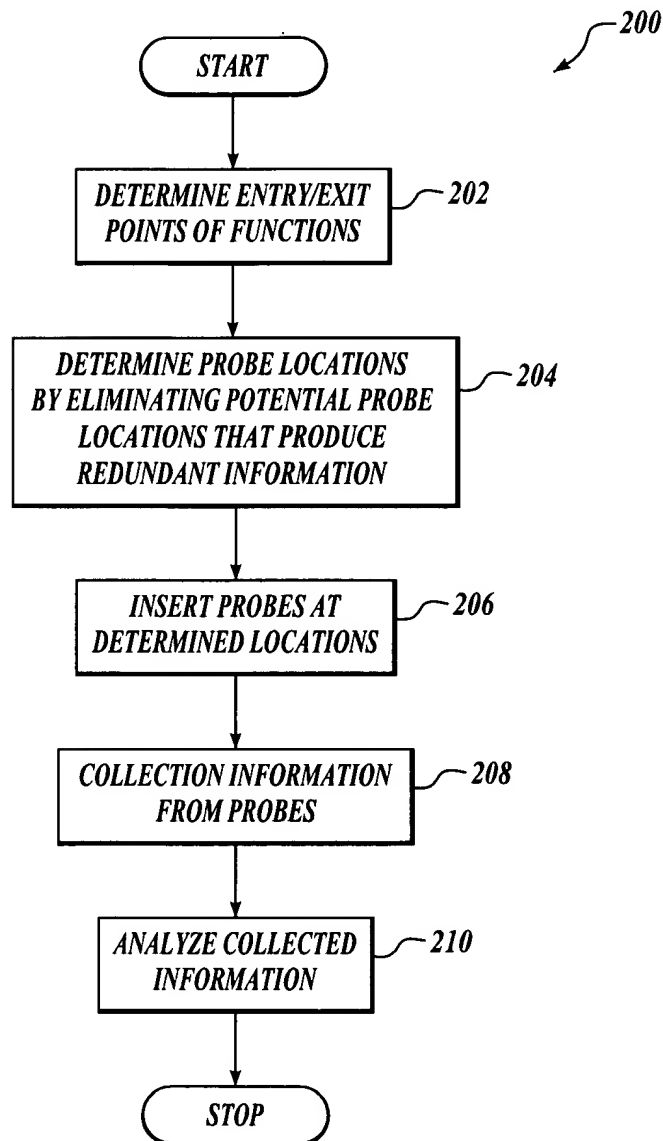 200
START
DETERMINE ENTRY/EXIT
POINTS OF FUNCTIONS
202
DETERMINE PROBE LOCATIONS
BY ELIMINATING POTENTIAL PROBE
LOCATIONS THAT PRODUCE
REDUNDANT INFORMATION
204
INSERT PROBES AT
DETERMINED LOCATIONS
206
COLLECTION INFORMATION
FROM PROBES
208
ANALYZE COLLECTED
INFORMATION
210
STOP